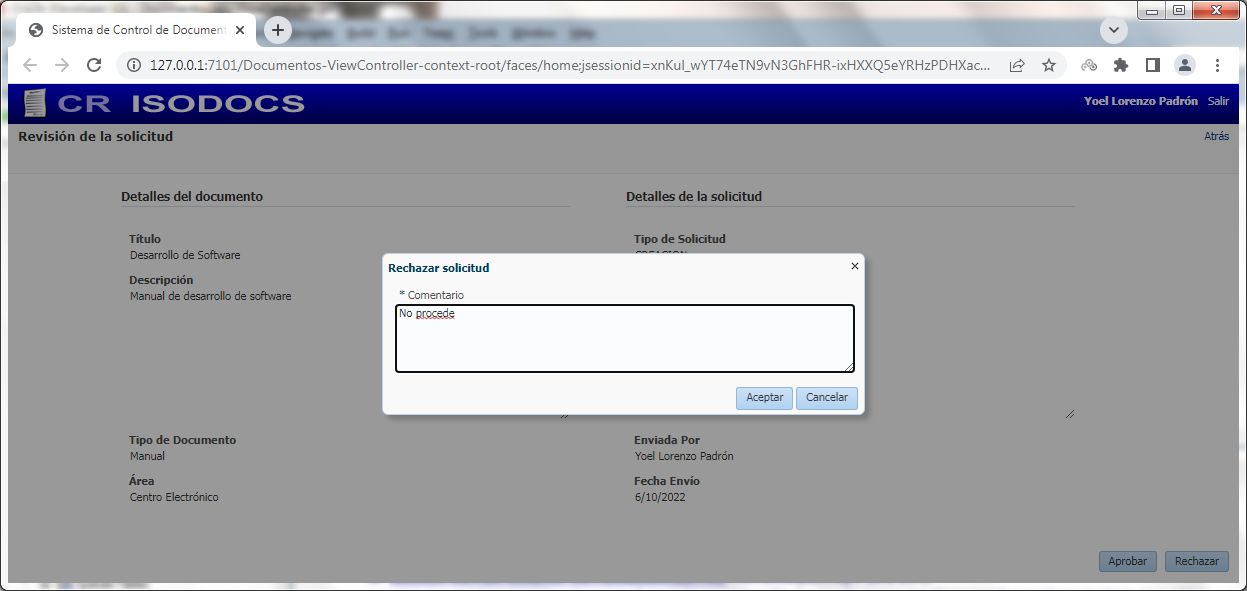 Sistema de Control de Document
127.0.0.1:7101/Documentos-ViewController-context-root/faces/home;jsessionid=xnKul_wYT74eTN9vN3GhFHR-ixHXXQ5eYRHzPDHXac...
CR ISODOCS
Yoel Lorenzo Padrón Salir
Revisión de la solicitud
Atrás
Detalles del documento
Detalles de la solicitud
Título
Desarrollo de Software
Tipo de Solicitud
CREACION
Descripción
Manual de desarrollo de software
Rechazar solicitud
* Comentario
No procede
Aceptar Cancelar
Tipo de Documento
Manual
Enviada Por
Yoel Lorenzo Padrón
Área
Centro Electrónico
Fecha Envío
6/10/2022
Aprobar Rechazar